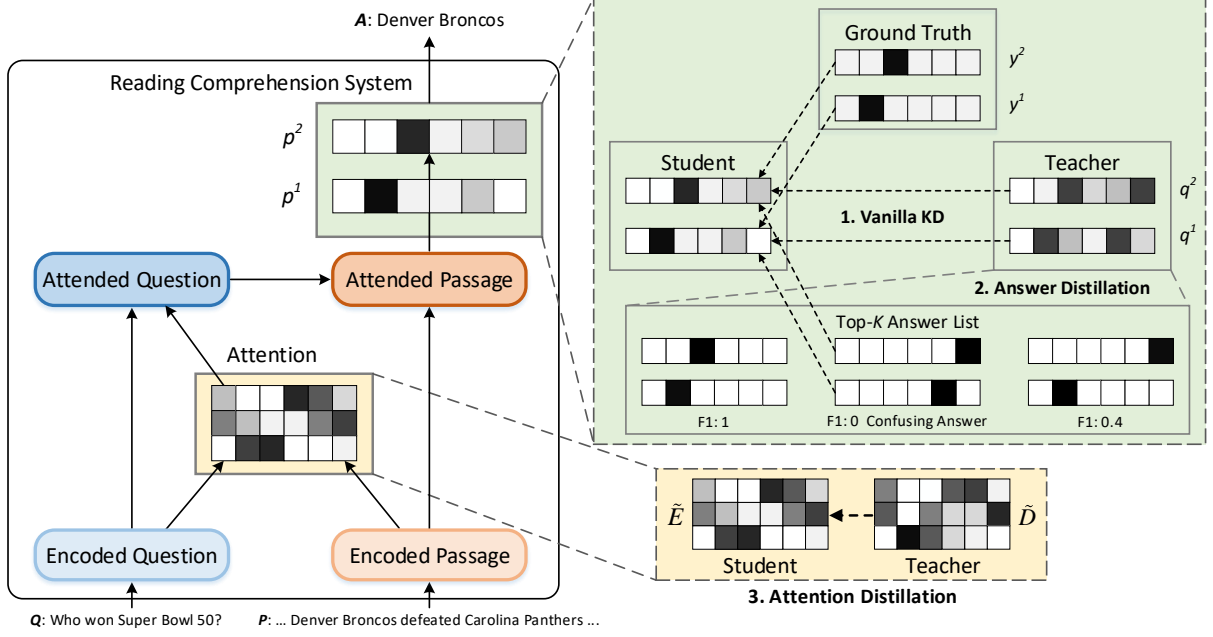 A: Denver Broncos
Reading Comprehension System
p²
p¹
Attended Question
Attended Passage
Attention
Encoded Question
Encoded Passage
Q: Who won Super Bowl 50?
P: ... Denver Broncos defeated Carolina Panthers ...
Ground Truth
y²
y¹
Student
Teacher
q²
q¹
1. Vanilla KD
2. Answer Distillation
Top-K Answer List
F1: 1
F1: 0 Confusing Answer
F1: 0.4
Ẽ
D̃
Student
Teacher
3. Attention Distillation